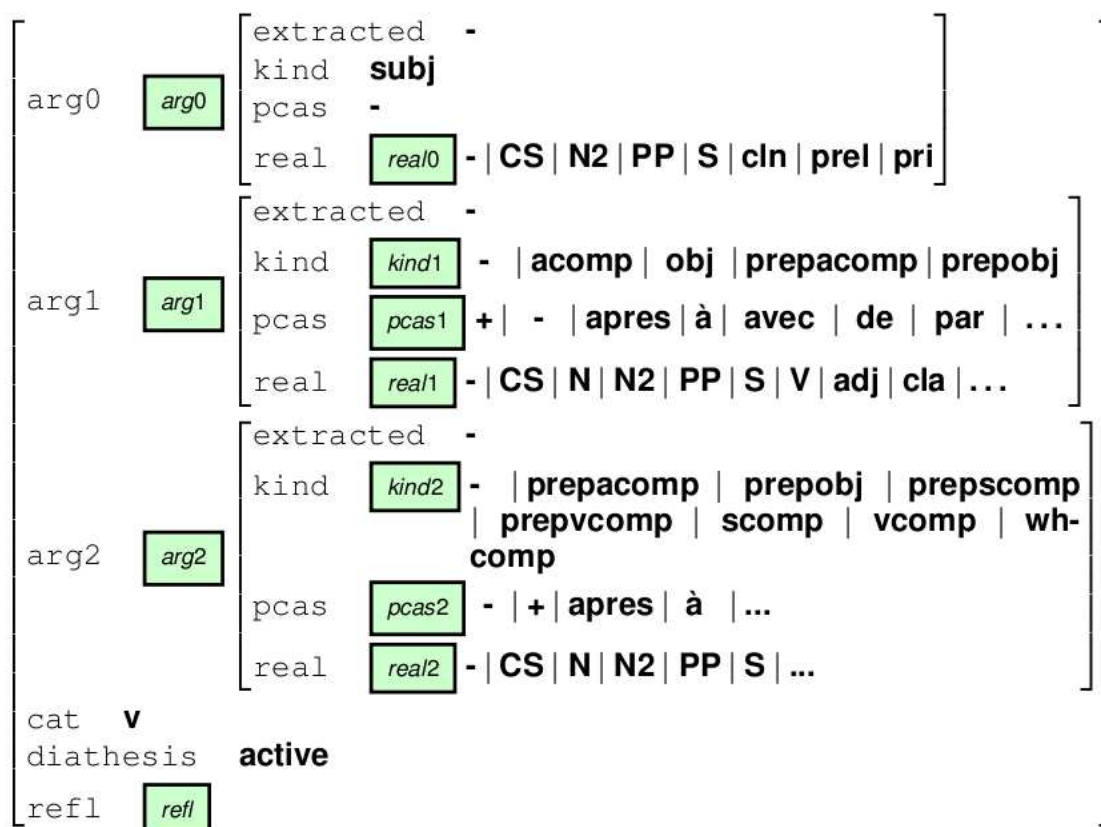 extracted -
kind subj
arg0 arg0 pcas -
real real0 - | CS | N2 | PP | S | cln | prel | pri
extracted -
kind kind1 - | acomp | obj | prepacomp | prepobj
arg1 arg1 pcas pcas1 + | - | apres | à | avec | de | par | ...
real real1 - | CS | N | N2 | PP | S | V | adj | cla | ...
extracted -
kind kind2 - | prepacomp | prepobj | prepscomp
| prepvcomp | scomp | vcomp | wh-
arg2 arg2 comp
pcas pcas2 - | + | apres | à | ...
real real2 - | CS | N | N2 | PP | S | ...
cat v
diathesis active
refl refl